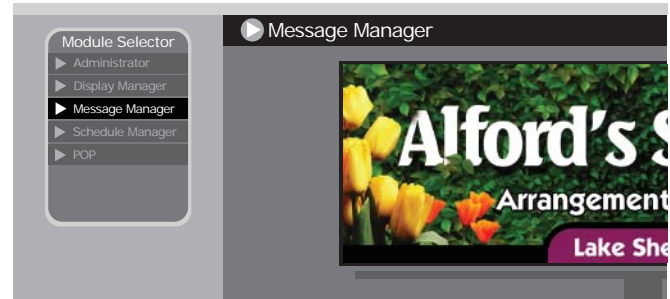 Module Selector
Administrator
Display Manager
Message Manager
Schedule Manager
POP
Message Manager
Alford's S
Arrangement
Lake She